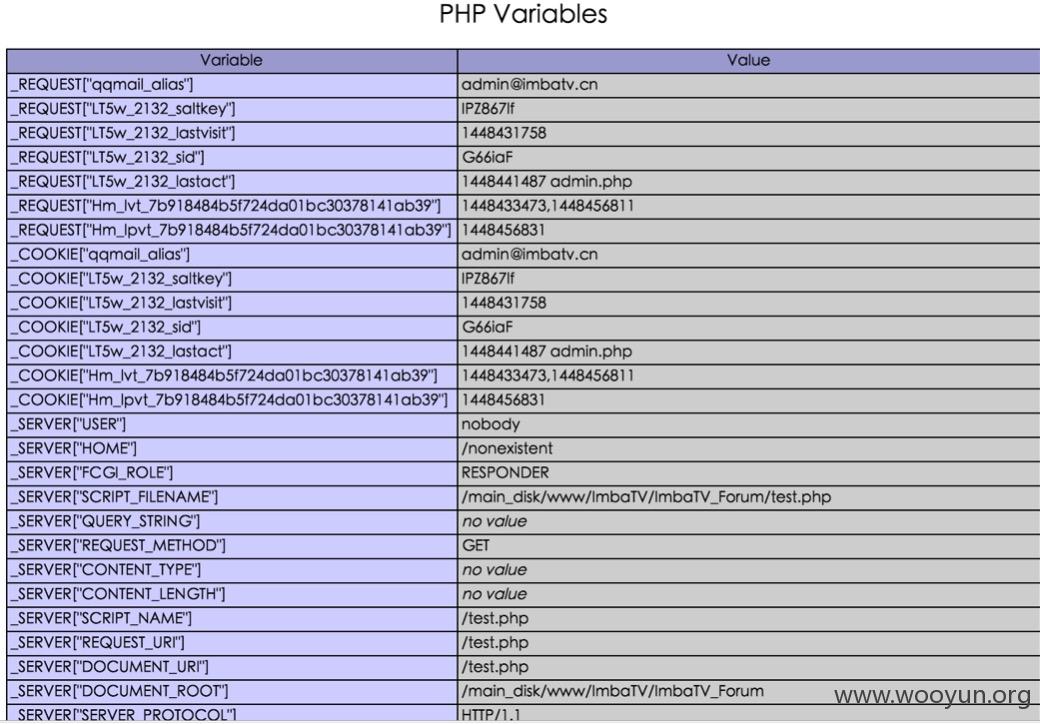 PHP Variables
Variable Value
_REQUEST["qqmail_alias"] admin@imbatv.cn
_REQUEST["LT5w_2132_saltkey"] IPZ867lf
_REQUEST["LT5w_2132_lastvisit"] 1448431758
_REQUEST["LT5w_2132_sid"] G66iaF
_REQUEST["LT5w_2132_lastact"] 1448441487 admin.php
_REQUEST["Hm_lvt_7b918484b5f724da01bc30378141ab39"] 1448433473,1448456811
_REQUEST["Hm_lpvt_7b918484b5f724da01bc30378141ab39"] 1448456831
_COOKIE["qqmail_alias"] admin@imbatv.cn
_COOKIE["LT5w_2132_saltkey"] IPZ867lf
_COOKIE["LT5w_2132_lastvisit"] 1448431758
_COOKIE["LT5w_2132_sid"] G66iaF
_COOKIE["LT5w_2132_lastact"] 1448441487 admin.php
_COOKIE["Hm_lvt_7b918484b5f724da01bc30378141ab39"] 1448433473,1448456811
_COOKIE["Hm_lpvt_7b918484b5f724da01bc30378141ab39"] 1448456831
_SERVER["USER"] nobody
_SERVER["HOME"] /nonexistent
_SERVER["FCGI_ROLE"] RESPONDER
_SERVER["SCRIPT_FILENAME"] /main_disk/www/ImbaTV/ImbaTV_Forum/test.php
_SERVER["QUERY_STRING"] no value
_SERVER["REQUEST_METHOD"] GET
_SERVER["CONTENT_TYPE"] no value
_SERVER["CONTENT_LENGTH"] no value
_SERVER["SCRIPT_NAME"] /test.php
_SERVER["REQUEST_URI"] /test.php
_SERVER["DOCUMENT_URI"] /test.php
_SERVER["DOCUMENT_ROOT"] /main_disk/www/ImbaTV/ImbaTV_Forum
www.wooyun.org
_SERVER["SERVER_PROTOCOL"] HTTP/1.1